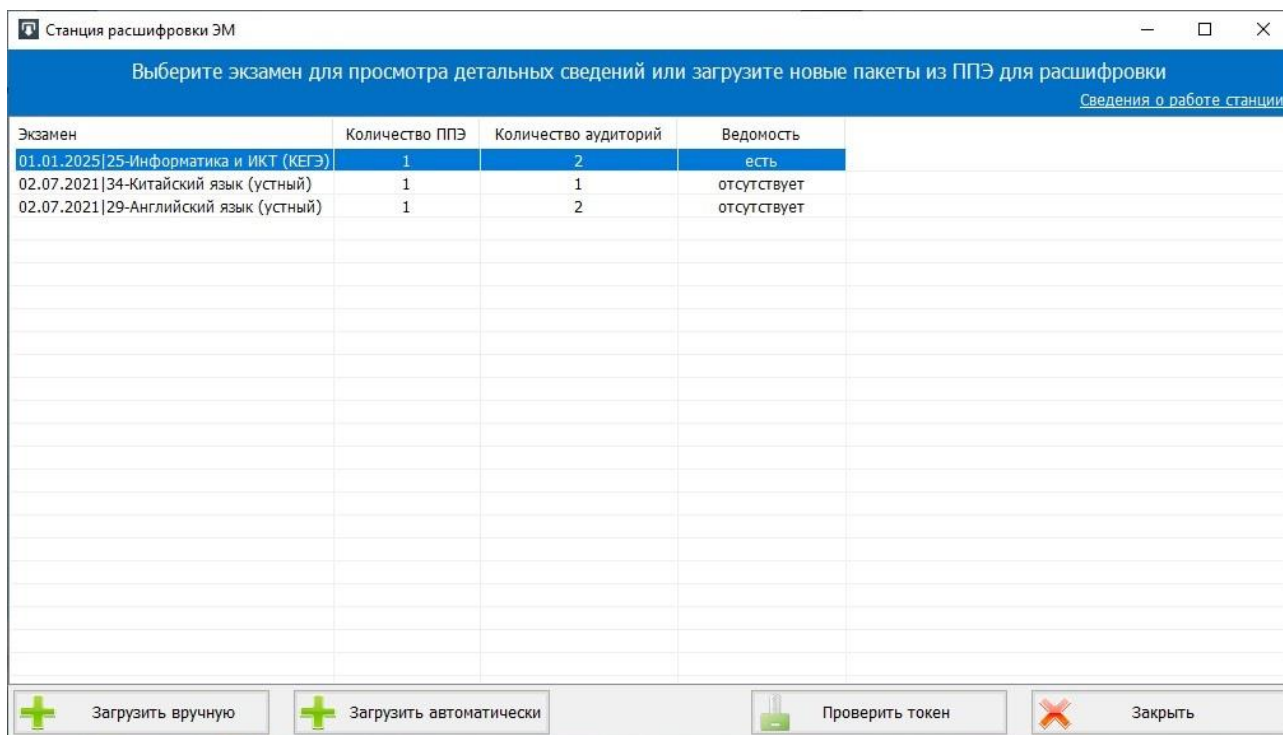 Станция расшифровки ЭМ
Выберите экзамен для просмотра детальных сведений или загрузите новые пакеты из ППЭ для расшифровки
Сведения о работе станции
Экзамен Количество ППЭ Количество аудиторий Ведомость
01.01.2025|25-Информатика и ИКТ (КЕГЭ) 1 2 есть
02.07.2021|34-Китайский язык (устный) 1 1 отсутствует
02.07.2021|29-Английский язык (устный) 1 2 отсутствует
Загрузить вручную Загрузить автоматически Проверить токен Закрыть